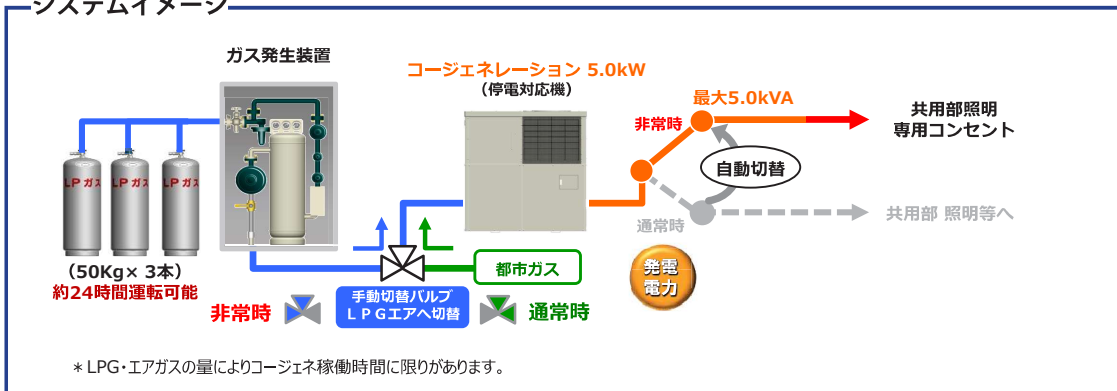 システムイメージ
ガス発生装置
コージェネレーション 5.0kW
(停電対応機)
最大5.0kVA
非常時
共用部照明
専用コンセント
自動切替
LPガス
LPガス
LPガス
通常時
共用部 照明等へ
(50Kg× 3本)
約24時間運転可能
都市ガス
発電
電力
非常時
手動切替バルブ
LPGエアへ切替
通常時
*LPG・エアガスの量によりコージェネ稼働時間に限りがあります。